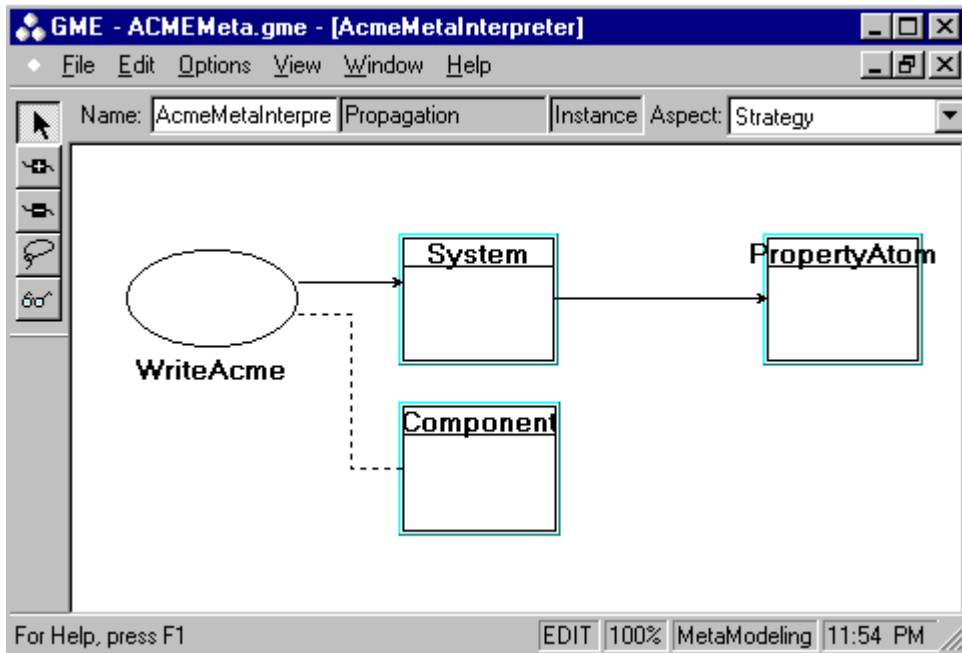 GME - ACMEMeta.gme - [AcmeMetaInterpreter]
File Edit Options View Window Help
Name: AcmeMetaInterpre Propagation Instance Aspect: Strategy
System
PropertyAtom
WriteAcme
Component
For Help, press F1 EDIT 100% MetaModeling 11:54 PM